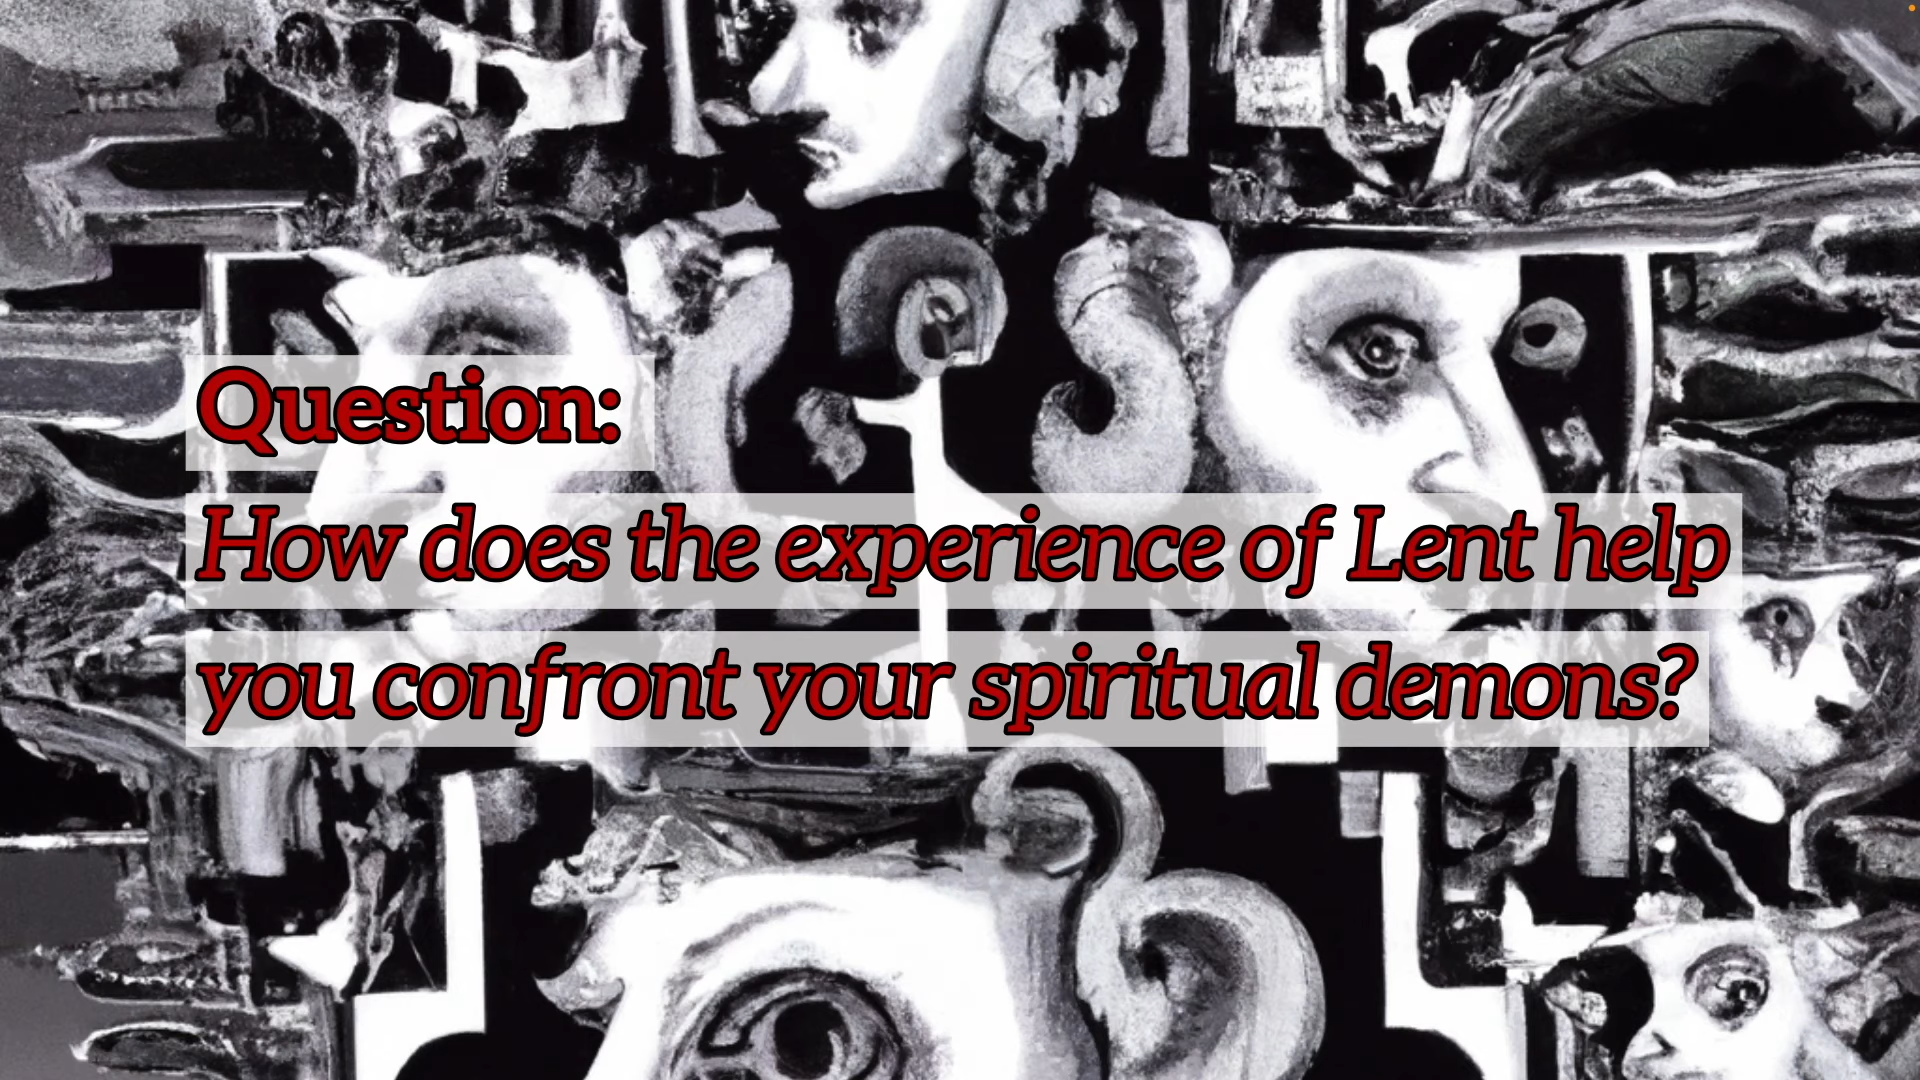 Question:
How does the experience of Lent help
you confront your spiritual demons?